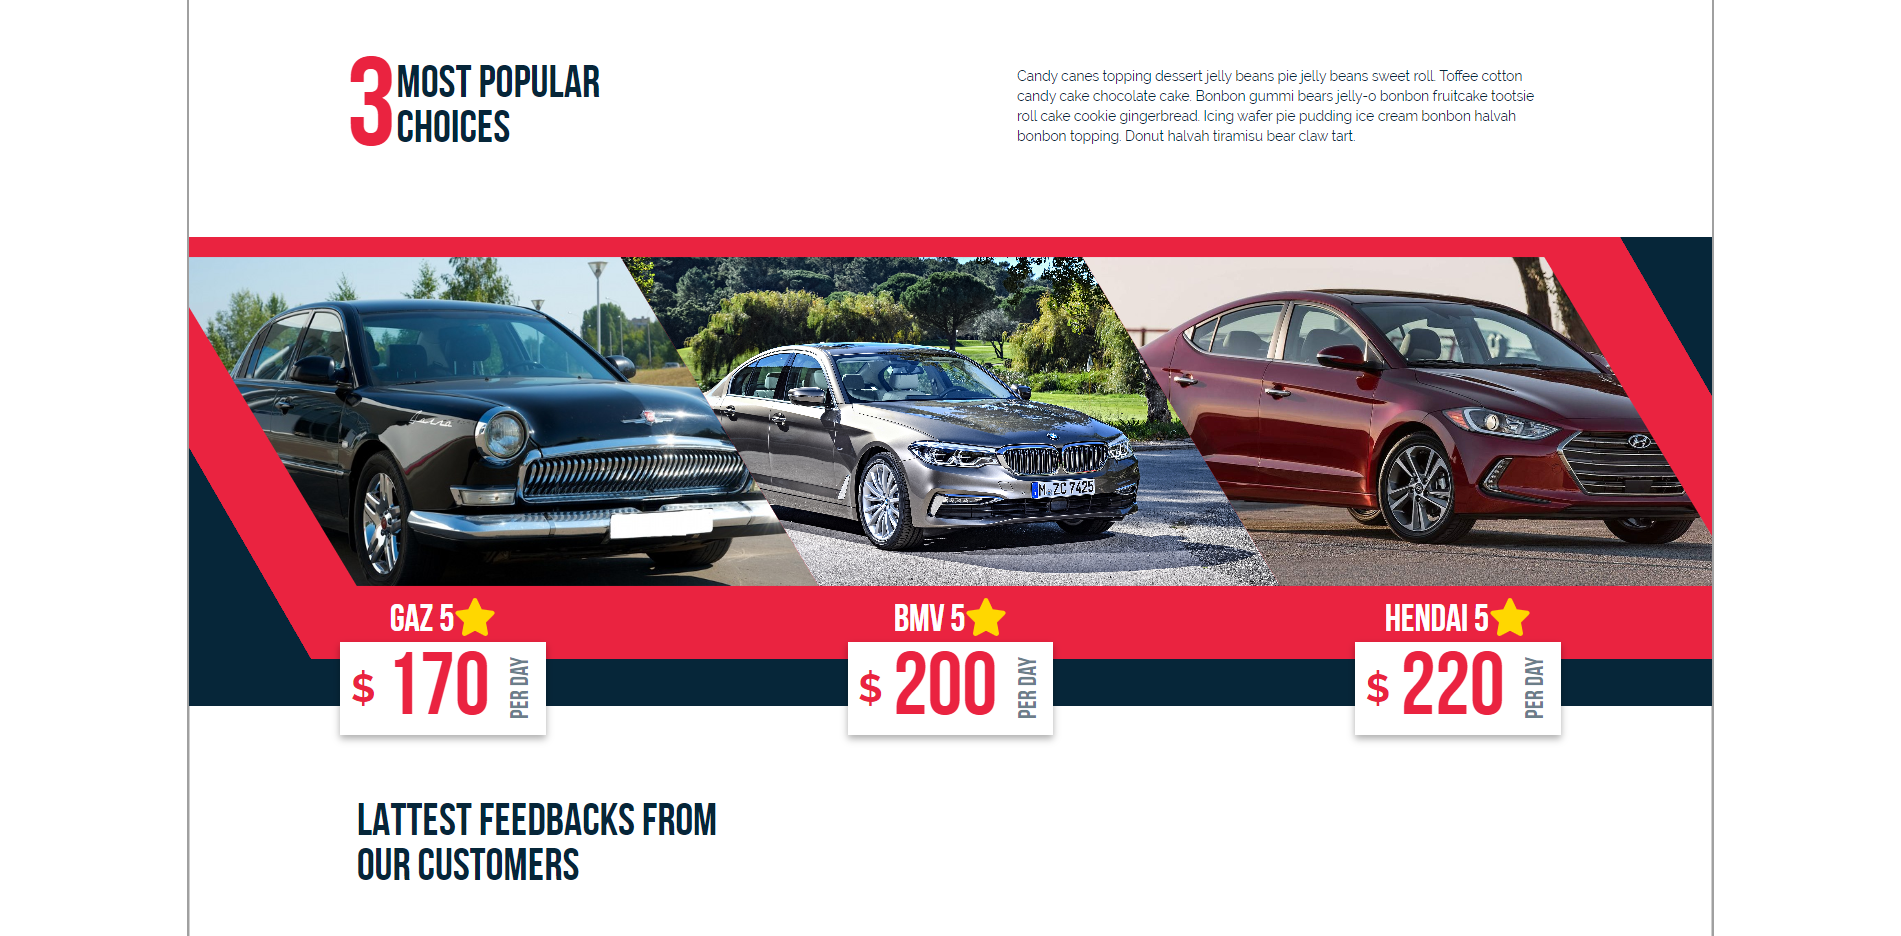 3 MOST POPULAR
CHOICES
Candy canes topping dessert jelly beans pie jelly beans sweet roll. Toffee cotton
candy cake chocolate cake. Bonbon gummi bears jelly-o bonbon fruitcake tootsie
roll cake cookie gingerbread. Icing wafer pie pudding ice cream bonbon halvah
bonbon topping. Donut halvah tiramisu bear claw tart.
GAZ 5
$ 170 PER DAY
BMV 5
$ 200 PER DAY
HENDAI 5
$ 220 PER DAY
LATTEST FEEDBACKS FROM
OUR CUSTOMERS